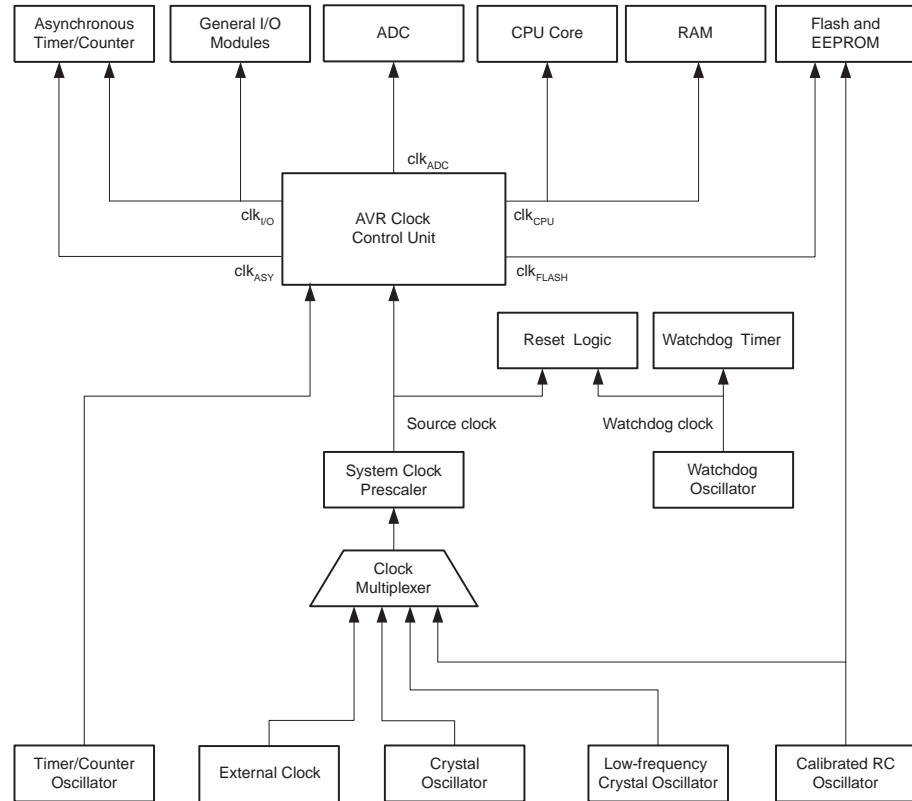 Asynchronous
Timer/Counter
General I/O
Modules
ADC
CPU Core
RAM
Flash and
EEPROM
clkADC
clkI/O
AVR Clock
Control Unit
clkCPU
clkASY
clkFLASH
Reset Logic
Watchdog Timer
Source clock
Watchdog clock
System Clock
Prescaler
Watchdog
Oscillator
Clock
Multiplexer
Timer/Counter
Oscillator
External Clock
Crystal
Oscillator
Low-frequency
Crystal Oscillator
Calibrated RC
Oscillator